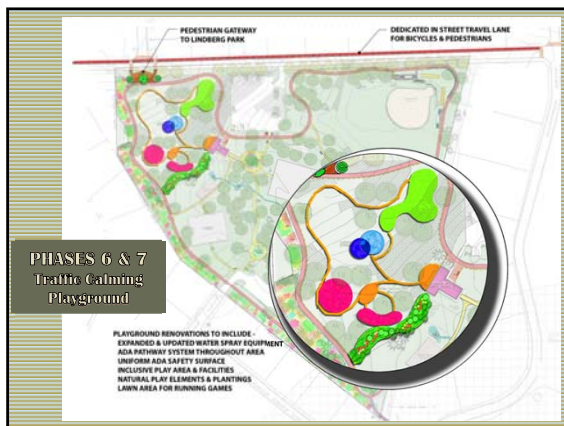 PEDESTRIAN GATEWAY
TO LINDBERG PARK
DEDICATED IN STREET TRAVEL LANE
FOR BICYCLES & PEDESTRIANS
PHASES 6 & 7
Traffic Calming
Playground
PLAYGROUND RENOVATIONS TO INCLUDE -
EXPANDED & UPDATED WATER SPRAY EQUIPMENT
ADA PATHWAY SYSTEM THROUGHOUT AREA
UNIFORM ADA SAFETY SURFACE
INCLUSIVE PLAY AREA & FACILITIES
NATURAL PLAY ELEMENTS & PLANTINGS
LAWN AREA FOR RUNNING GAMES